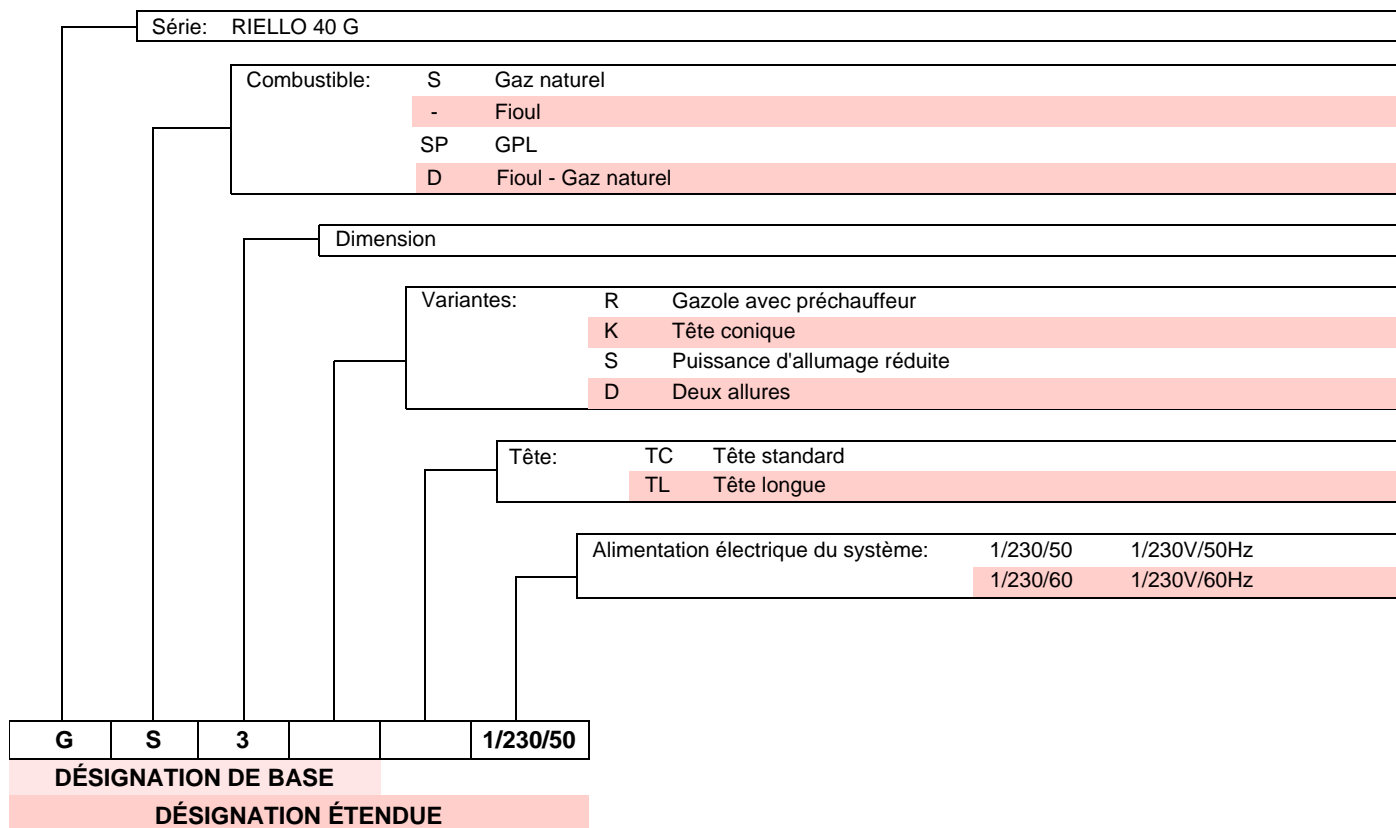 Série: RIELLO 40 G
Combustible: S Gaz naturel
- Fioul
SP GPL
D Fioul - Gaz naturel
Dimension
Variantes: R Gazole avec préchauffeur
K Tête conique
S Puissance d'allumage réduite
D Deux allures
Tête: TC Tête standard
TL Tête longue
Alimentation électrique du système: 1/230/50 1/230V/50Hz
1/230/60 1/230V/60Hz
G S 3 1/230/50
DÉSIGNATION DE BASE
DÉSIGNATION ÉTENDUE